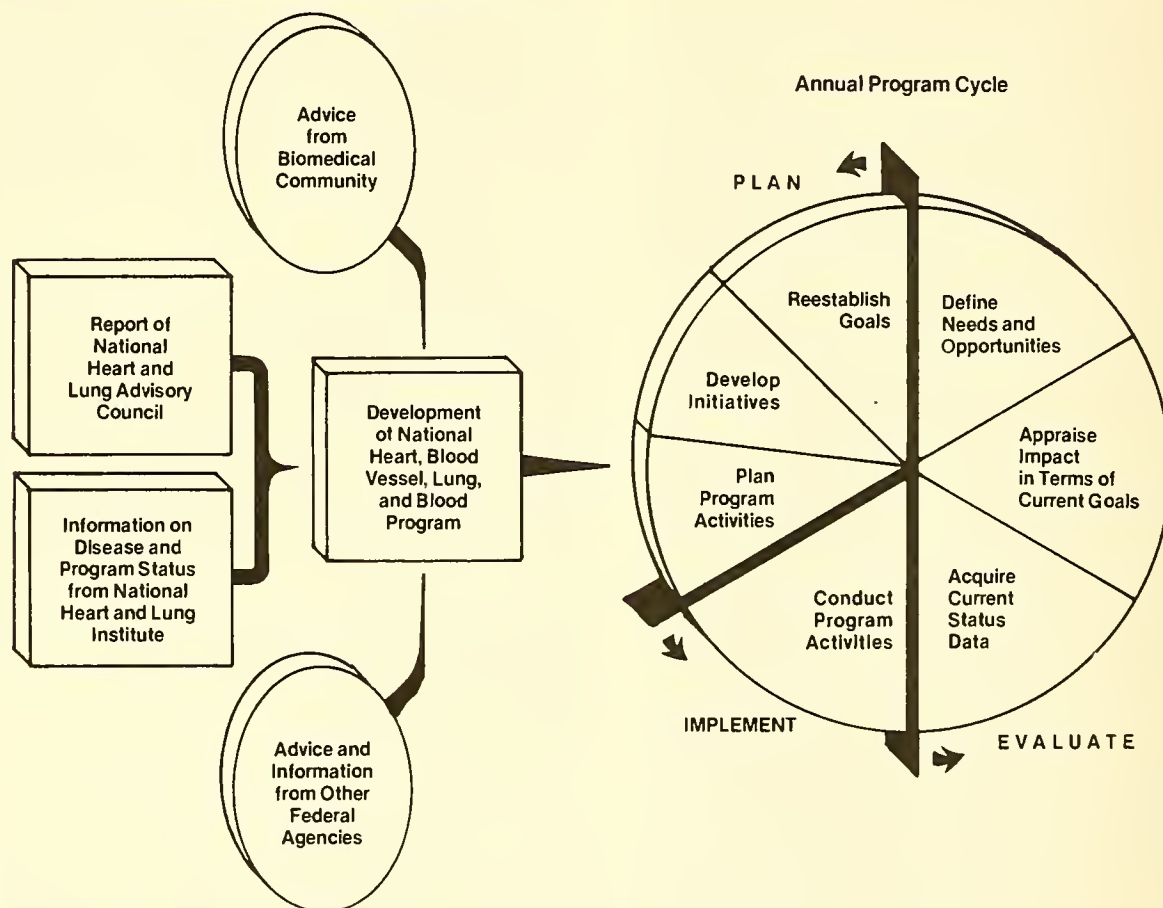 Advice
from
Biomedical
Community
Report of
National
Heart and
Lung Advisory
Council
Information on
Disease and
Program Status
from National
Heart and Lung
Institute
Development
of National
Heart, Blood
Vessel, Lung,
and Blood
Program
Advice and
Information
from Other
Federal
Agencies
Annual Program Cycle
PLAN
Reestablish
Goals
Develop
Initiatives
Plan
Program
Activities
Conduct
Program
Activities
IMPLEMENT
Define
Needs and
Opportunities
Appraise
Impact
in Terms of
Current Goals
Acquire
Current
Status
Data
EVALUATE